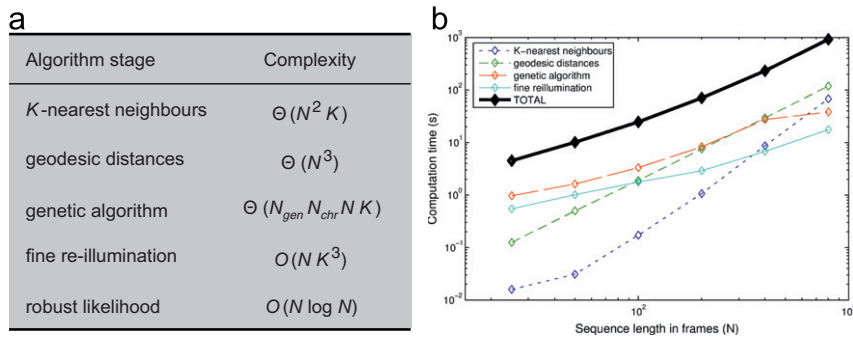 a
Algorithm stage Complexity
K-nearest neighbours Θ (N² K)
geodesic distances Θ (N³)
genetic algorithm Θ (N_gen N_chr N K)
fine re-illumination O (N K³)
robust likelihood O (N log N)
b
10³
10²
10¹
10⁰
10⁻¹
10⁻²
Computation time (s)
K−nearest neighbours
geodesic distances
genetic algorithm
fine reillumination
TOTAL
10²
10
Sequence length in frames (N)